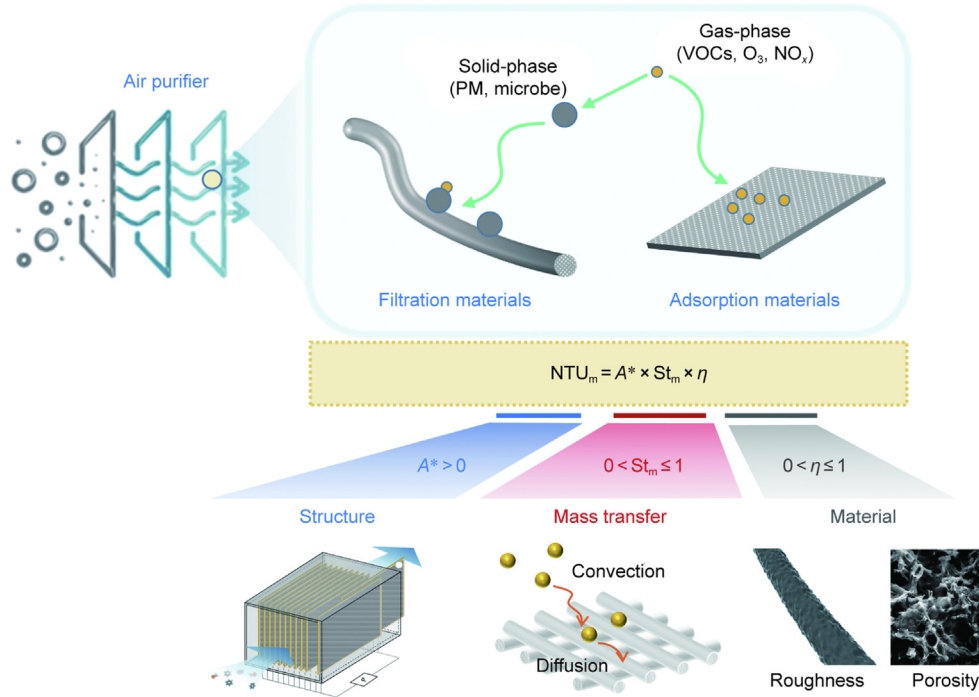 Air purifier
Solid-phase
(PM, microbe)
Gas-phase
(VOCs, O₃, NOₓ)
Filtration materials
Adsorption materials
NTUₘ = A* × Stₘ × η
A* > 0
0 < Stₘ ≤ 1
0 < η ≤ 1
Structure
Mass transfer
Material
Convection
Diffusion
Roughness
Porosity